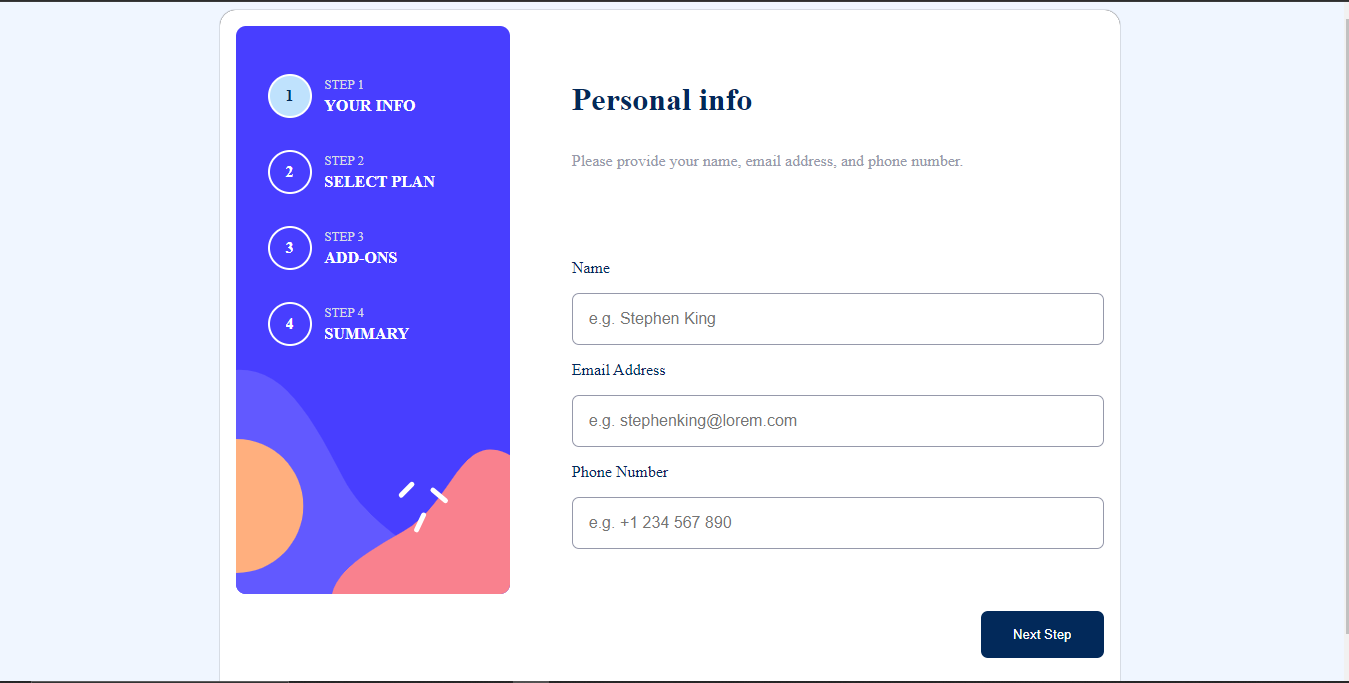 1
STEP 1
YOUR INFO
2
STEP 2
SELECT PLAN
3
STEP 3
ADD-ONS
4
STEP 4
SUMMARY
Personal info
Please provide your name, email address, and phone number.
Name
e.g. Stephen King
Email Address
e.g. stephenking@lorem.com
Phone Number
e.g. +1 234 567 890
Next Step